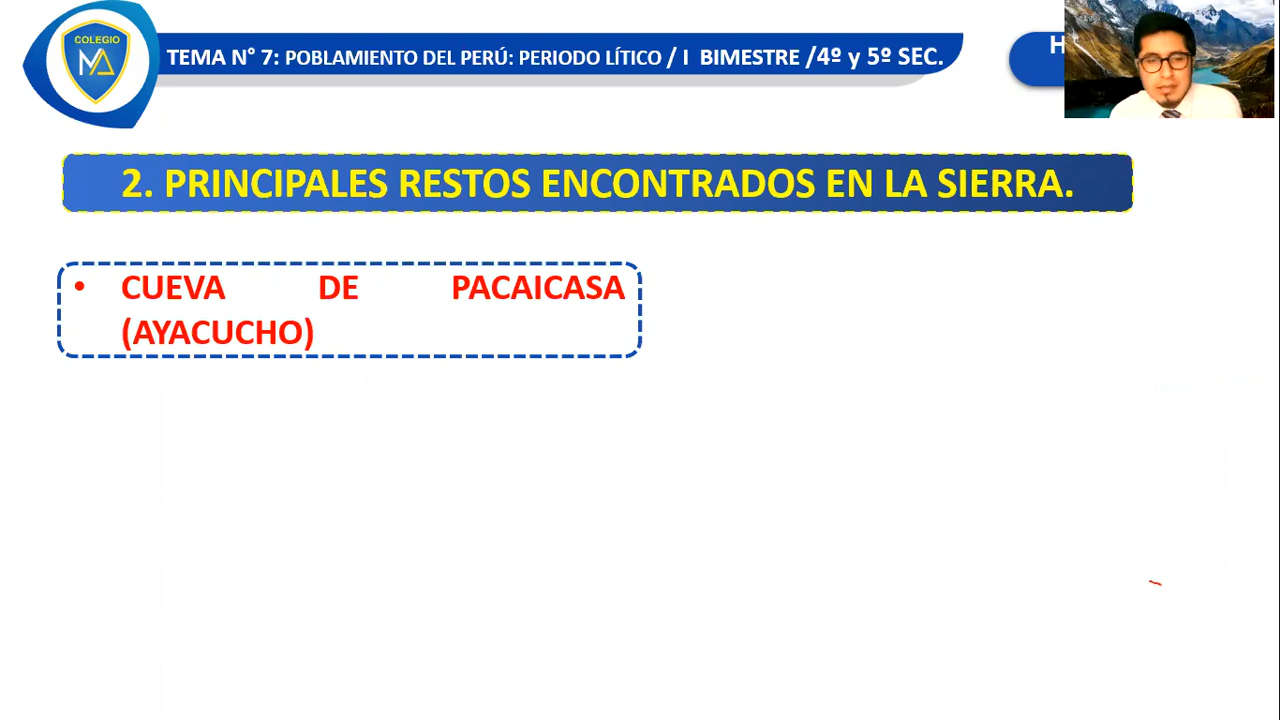 COLEGIO
MA
TEMA N° 7: POBLAMIENTO DEL PERÚ: PERIODO LÍTICO / I BIMESTRE /4º y 5º SEC.
H
2. PRINCIPALES RESTOS ENCONTRADOS EN LA SIERRA.
• CUEVA DE PACAICASA
(AYACUCHO)